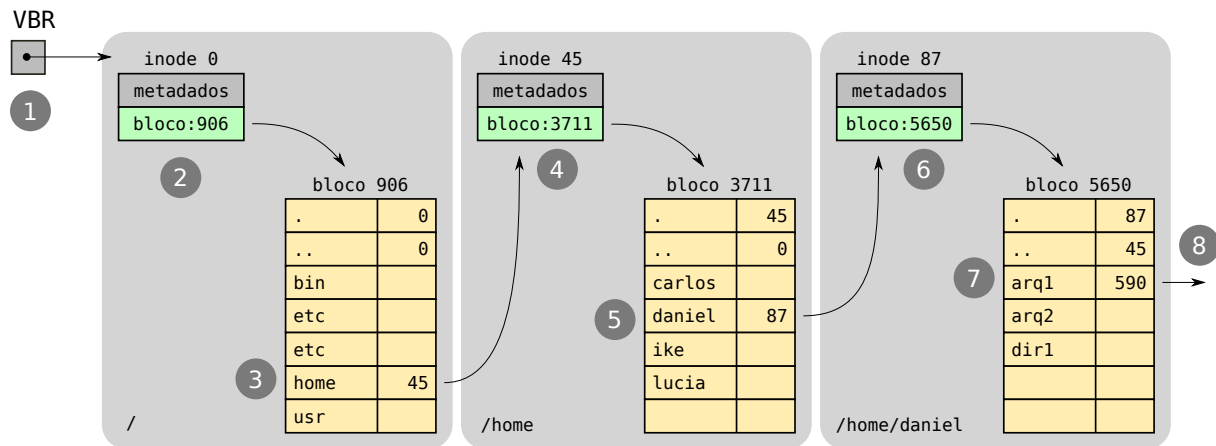 VBR
1
inode 0
metadados
bloco:906
2
bloco 906
. 0
.. 0
bin
etc
etc
3
home 45
usr
/
inode 45
metadados
bloco:3711
4
bloco 3711
. 45
.. 0
carlos
5
daniel 87
ike
lucia
/home
inode 87
metadados
bloco:5650
6
bloco 5650
. 87
.. 45
7
arq1 590
8
arq2
dir1
/home/daniel